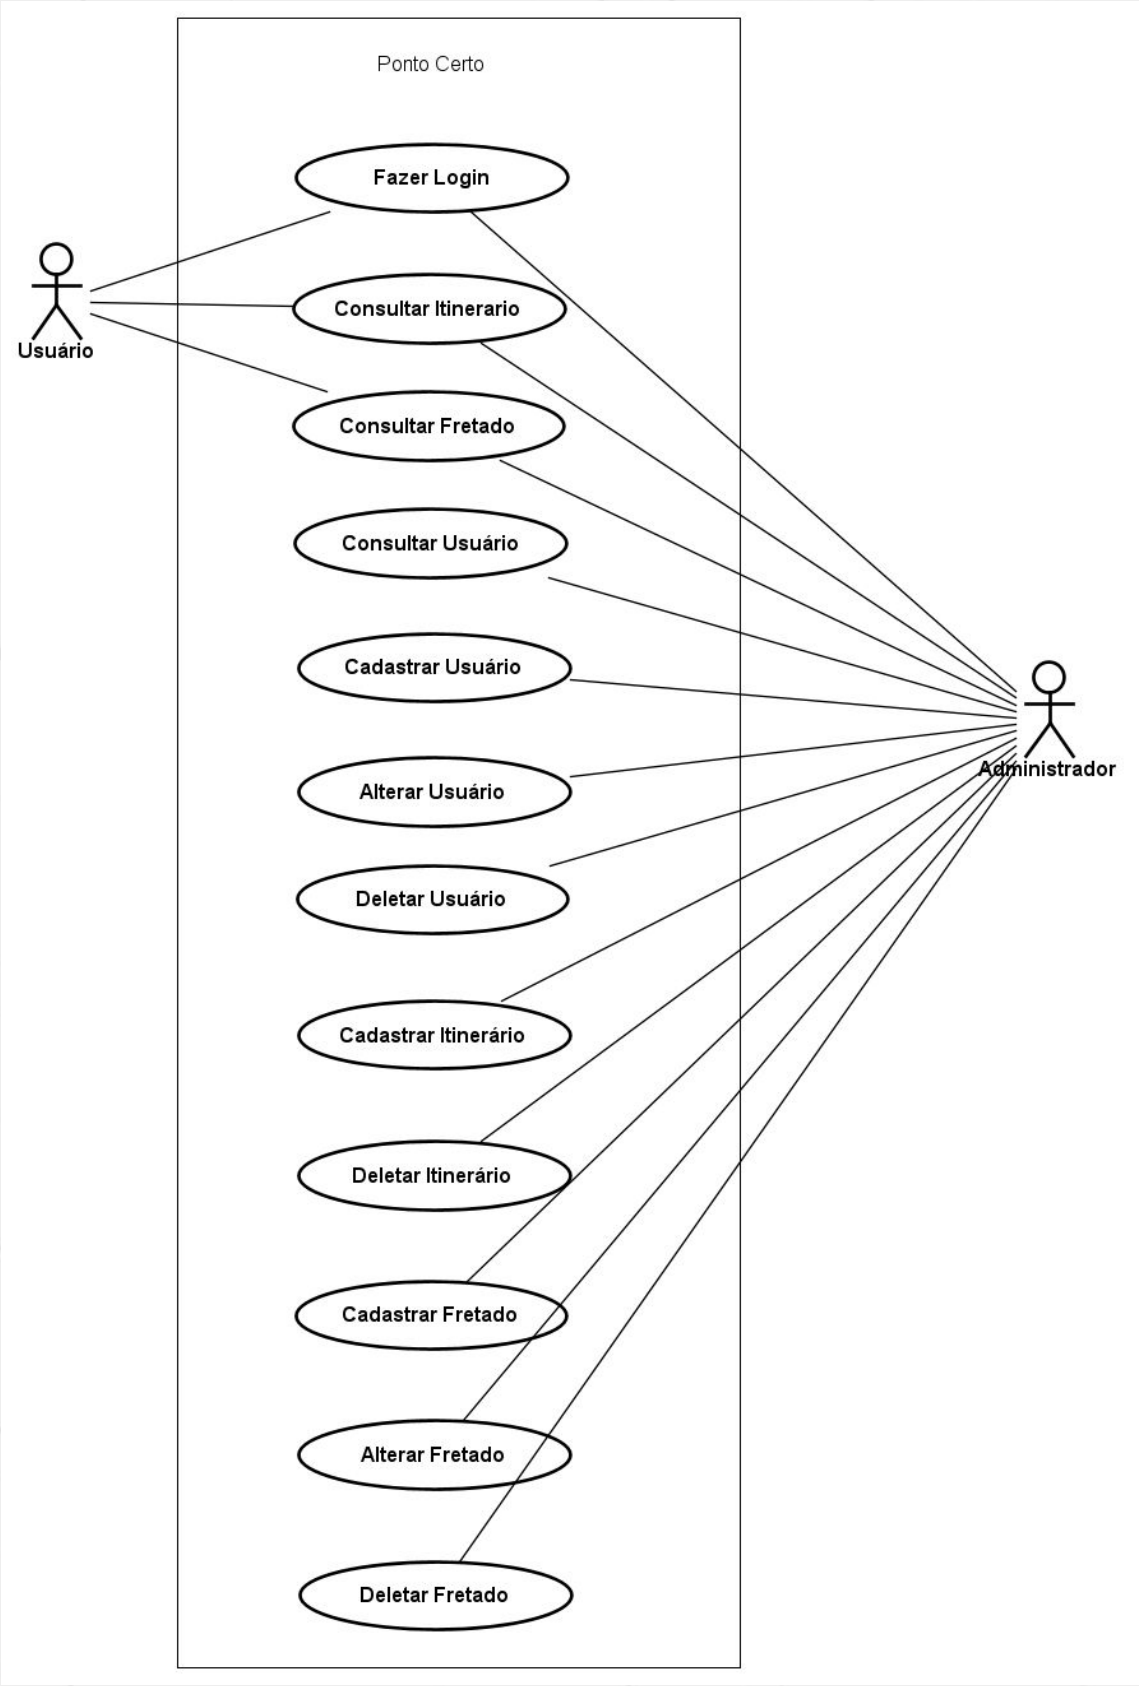 Ponto Certo
Fazer Login
Consultar Itinerario
Usuário
Consultar Fretado
Consultar Usuário
Cadastrar Usuário
Administrador
Alterar Usuário
Deletar Usuário
Cadastrar Itinerário
Deletar Itinerário
Cadastrar Fretado
Alterar Fretado
Deletar Fretado